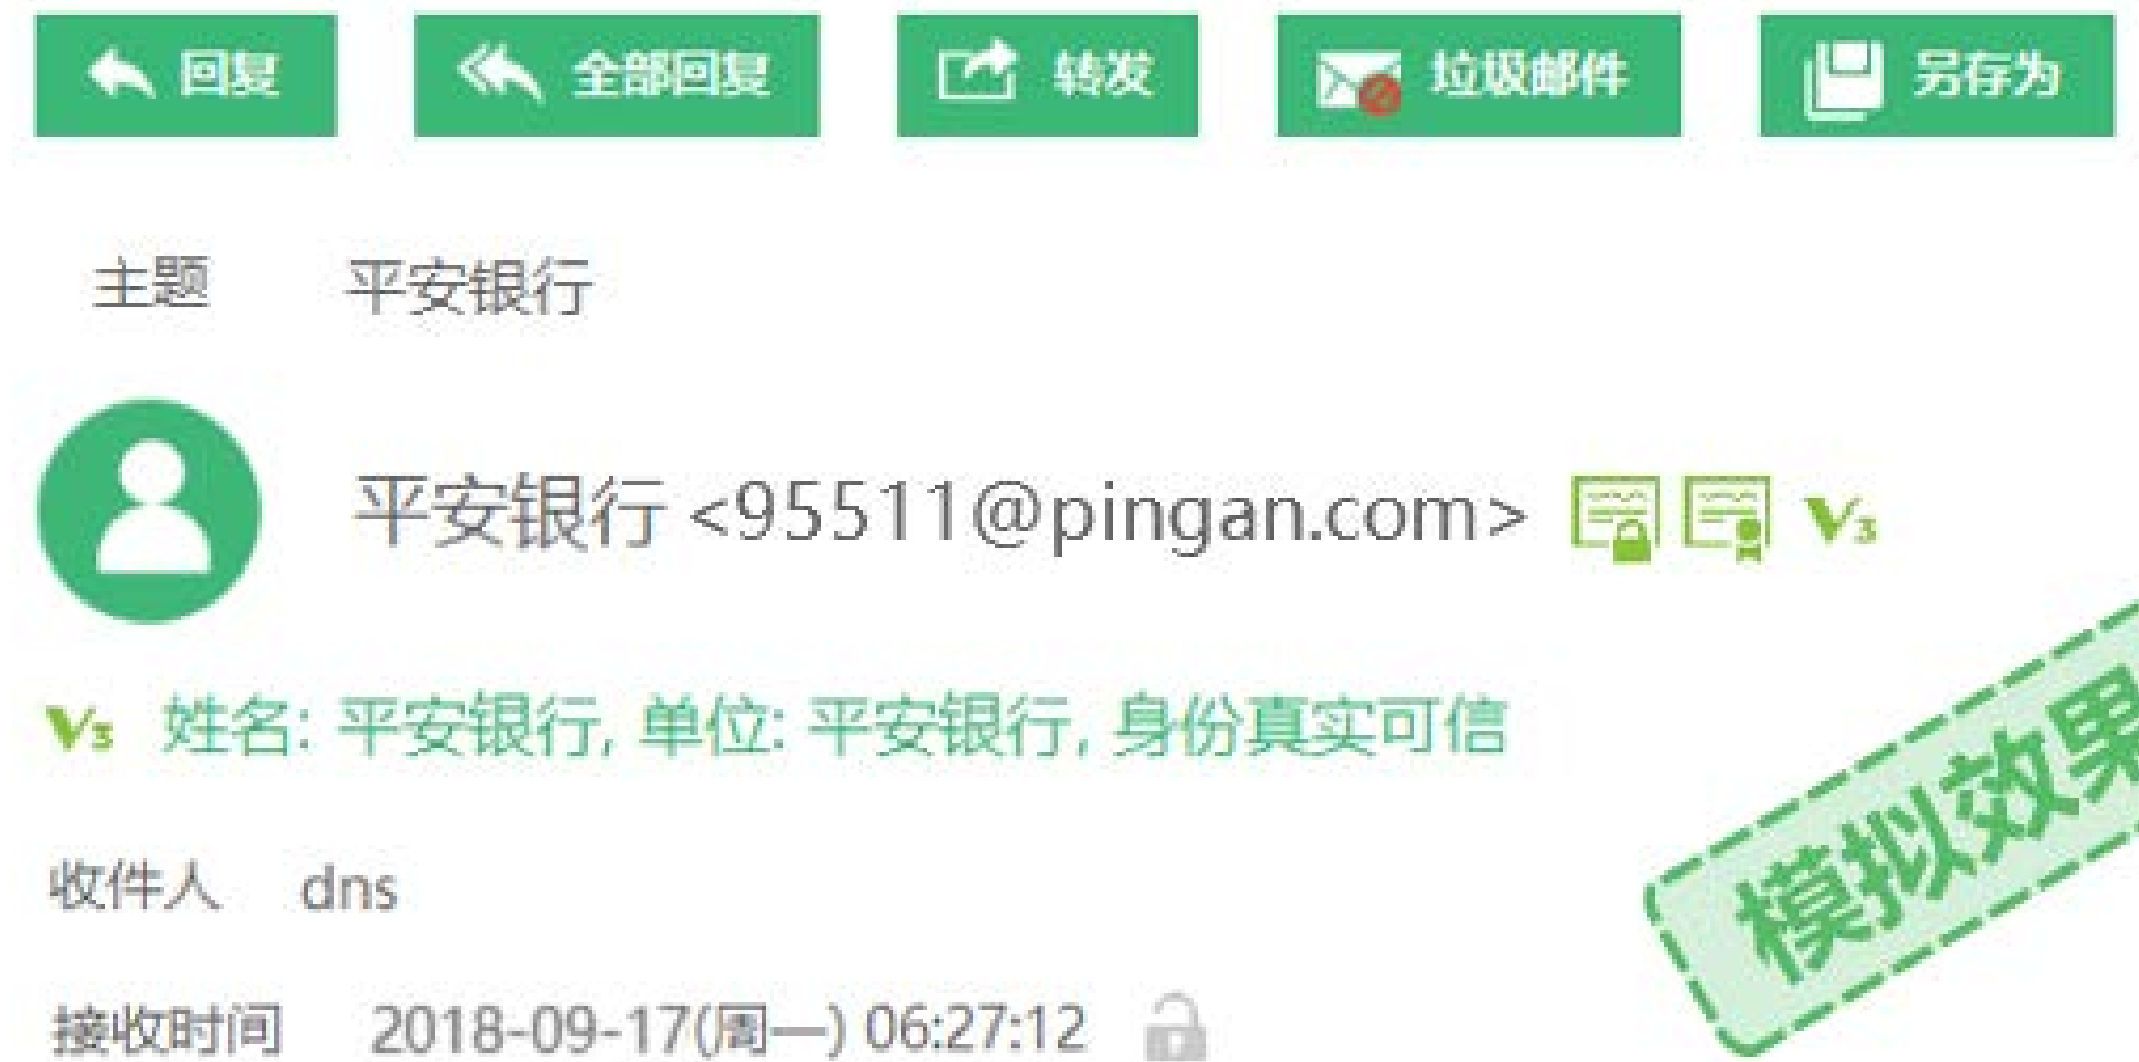 回复 全部回复 转发 垃圾邮件 另存为
主题 平安银行
平安银行 <95511@pingan.com> V3
V3 姓名: 平安银行, 单位: 平安银行, 身份真实可信
模拟效果
收件人 dns
接收时间 2018-09-17(周一) 06:27:12